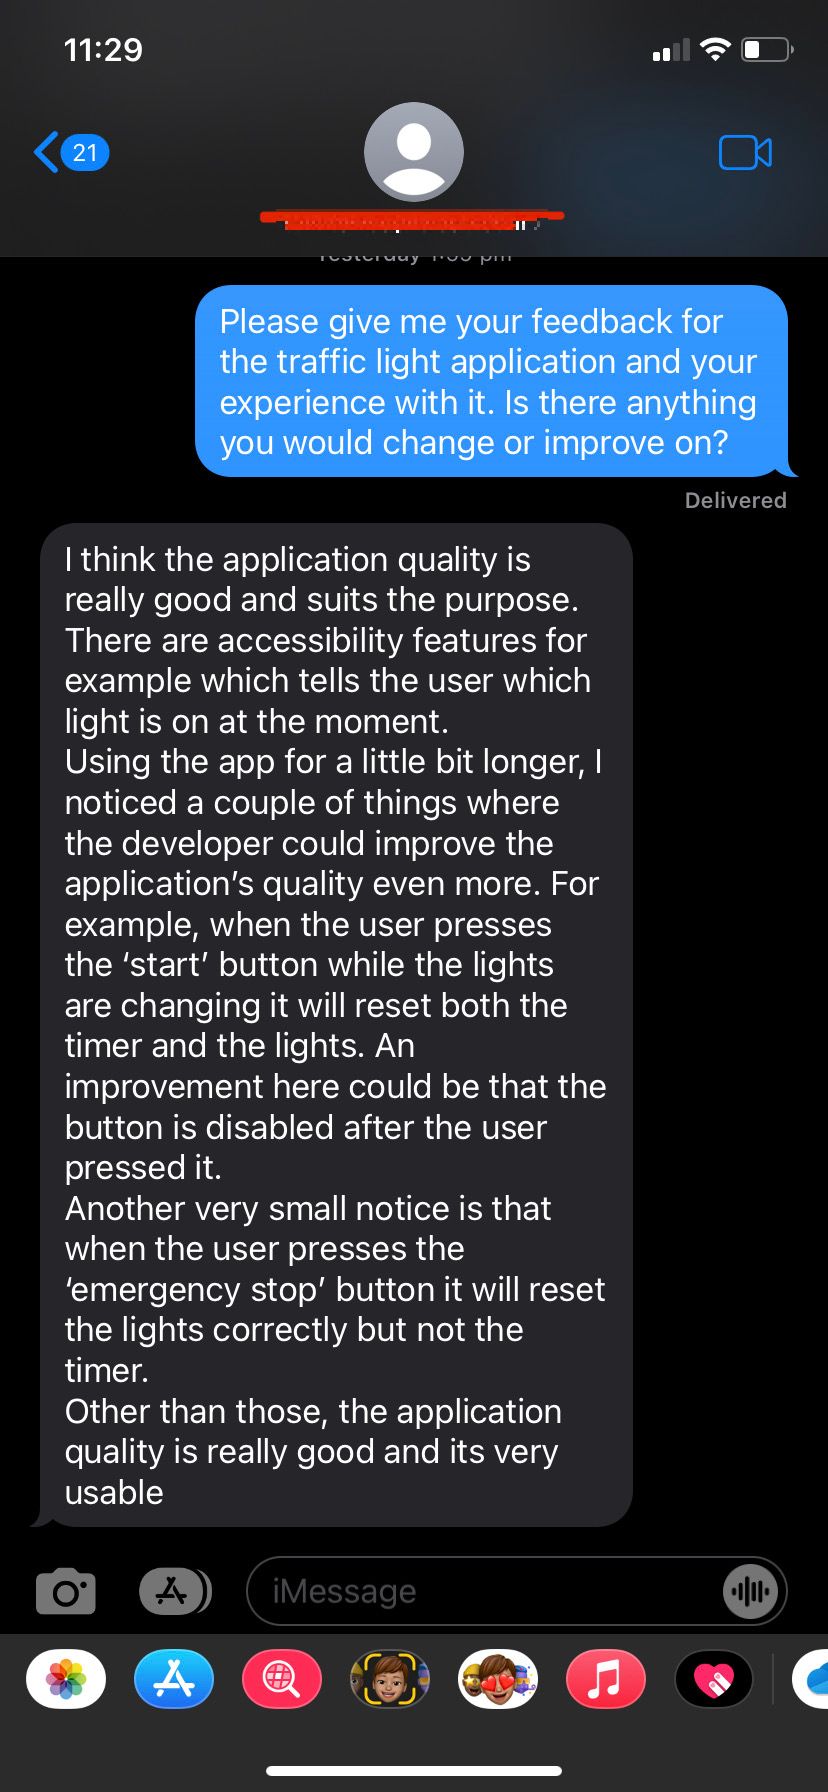 11:29
21
Please give me your feedback for
the traffic light application and your
experience with it. Is there anything
you would change or improve on?
Delivered
I think the application quality is
really good and suits the purpose.
There are accessibility features for
example which tells the user which
light is on at the moment.
Using the app for a little bit longer, I
noticed a couple of things where
the developer could improve the
application’s quality even more. For
example, when the user presses
the ‘start’ button while the lights
are changing it will reset both the
timer and the lights. An
improvement here could be that the
button is disabled after the user
pressed it.
Another very small notice is that
when the user presses the
‘emergency stop’ button it will reset
the lights correctly but not the
timer.
Other than those, the application
quality is really good and its very
usable
iMessage